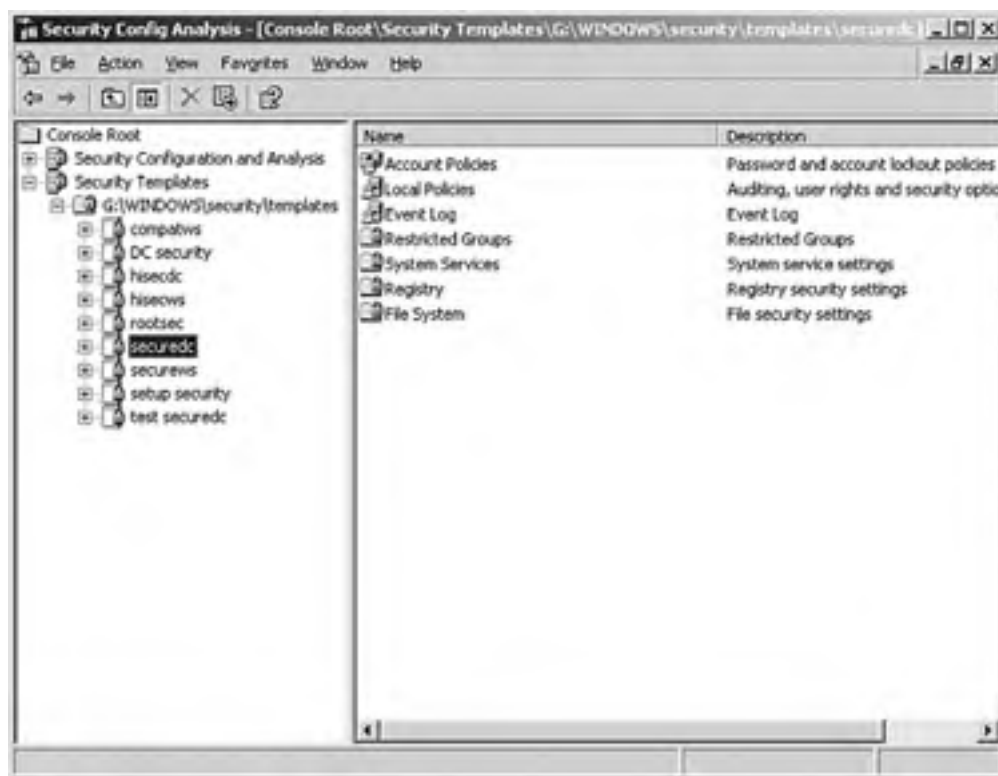 Security Config Analysis - [Console Root\Security Templates\G:\WINDOWS\security\templates\securedc]
File Action View Favorites Window Help
Console Root
Security Configuration and Analysis
Security Templates
G:\WINDOWS\security\templates
compatws
DC security
hisecdc
hisecws
rootsec
securedc
securews
setup security
test securedc
Name Description
Account Policies Password and account lockout policies
Local Policies Auditing, user rights and security optic
Event Log Event Log
Restricted Groups Restricted Groups
System Services System service settings
Registry Registry security settings
File System File security settings